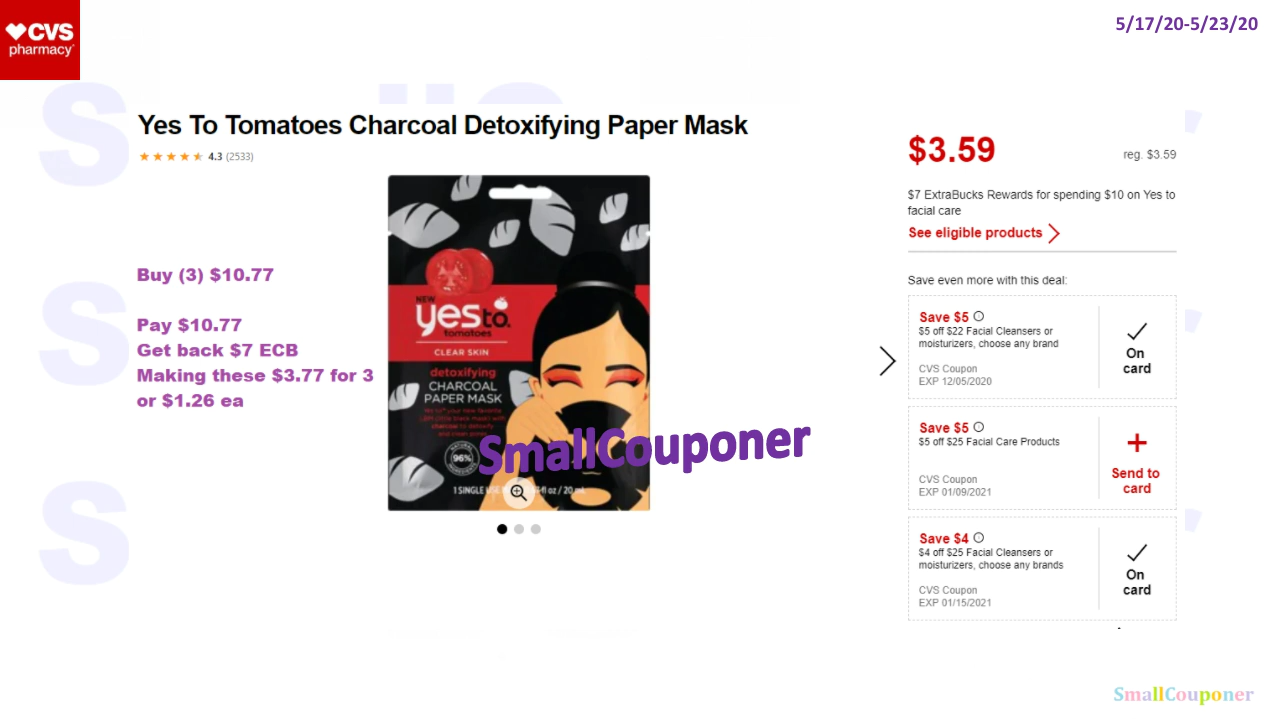 CVS
pharmacy
5/17/20-5/23/20
Yes To Tomatoes Charcoal Detoxifying Paper Mask
4.3 (2533)
Buy (3) $10.77
Pay $10.77
Get back $7 ECB
Making these $3.77 for 3
or $1.26 ea
NEW
yes to.
tomatoes
CLEAR SKIN
detoxifying
CHARCOAL
PAPER MASK
96%
1 SINGLE
fl oz / 20 mL
SmallCouponer
$3.59
reg. $3.59
$7 ExtraBucks Rewards for spending $10 on Yes to
facial care
See eligible products
Save even more with this deal:
Save $5
$5 off $22 Facial Cleansers or
moisturizers, choose any brand
CVS Coupon
EXP 12/05/2020
On
card
Save $5
$5 off $25 Facial Care Products
CVS Coupon
EXP 01/09/2021
Send to
card
Save $4
$4 off $25 Facial Cleansers or
moisturizers, choose any brands
CVS Coupon
EXP 01/15/2021
On
card
SmallCouponer